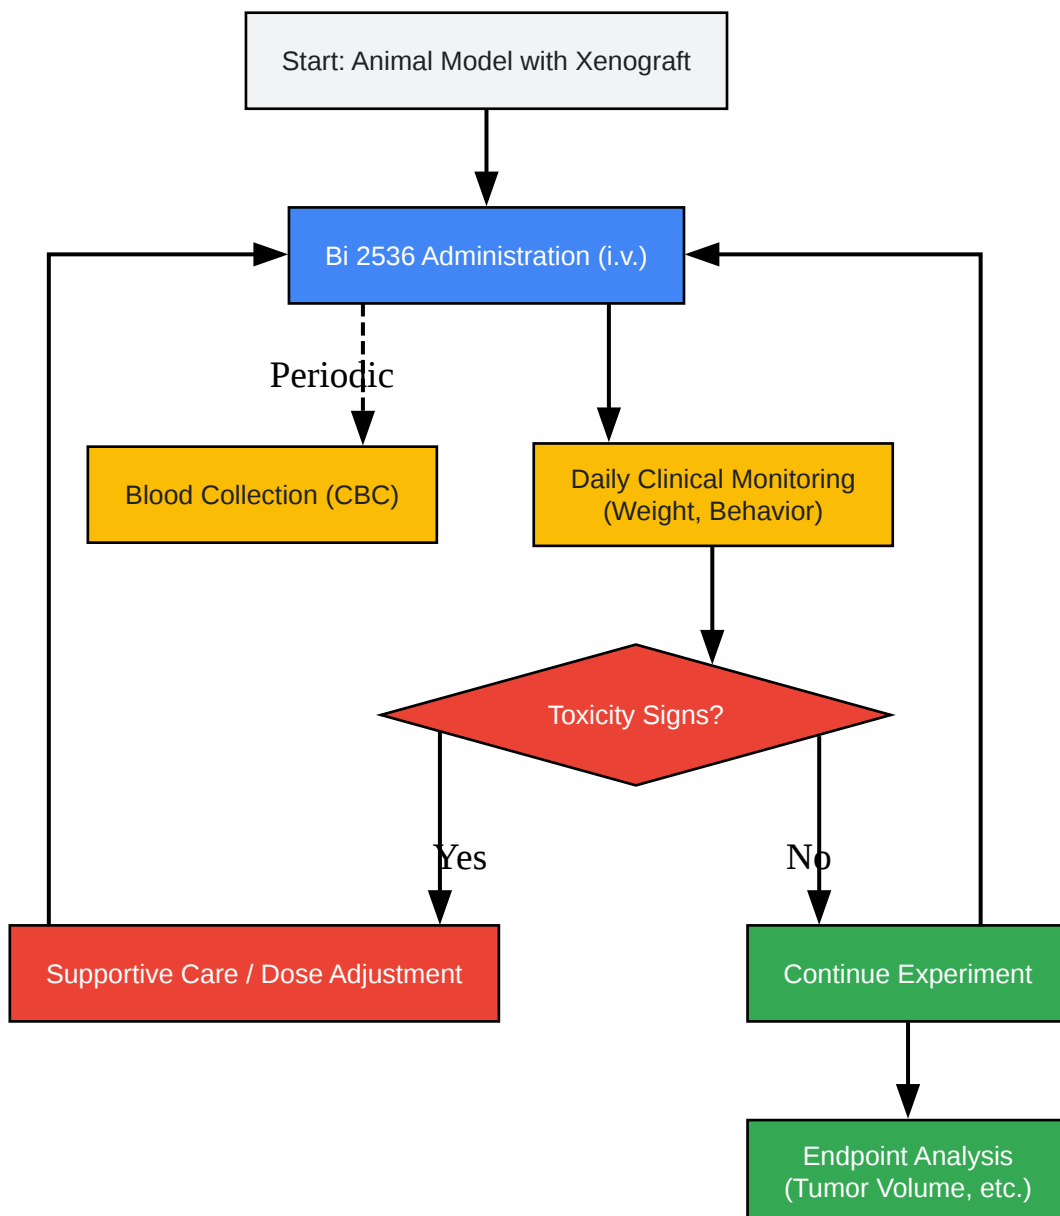 Start: Animal Model with Xenograft
Bi 2536 Administration (i.v.)
Periodic
Blood Collection (CBC)
Daily Clinical Monitoring
(Weight, Behavior)
Toxicity Signs?
Yes
No
Supportive Care / Dose Adjustment
Continue Experiment
Endpoint Analysis
(Tumor Volume, etc.)